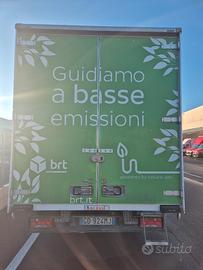 Guidiamo
a basse
emissioni
brt
brt.it
subito